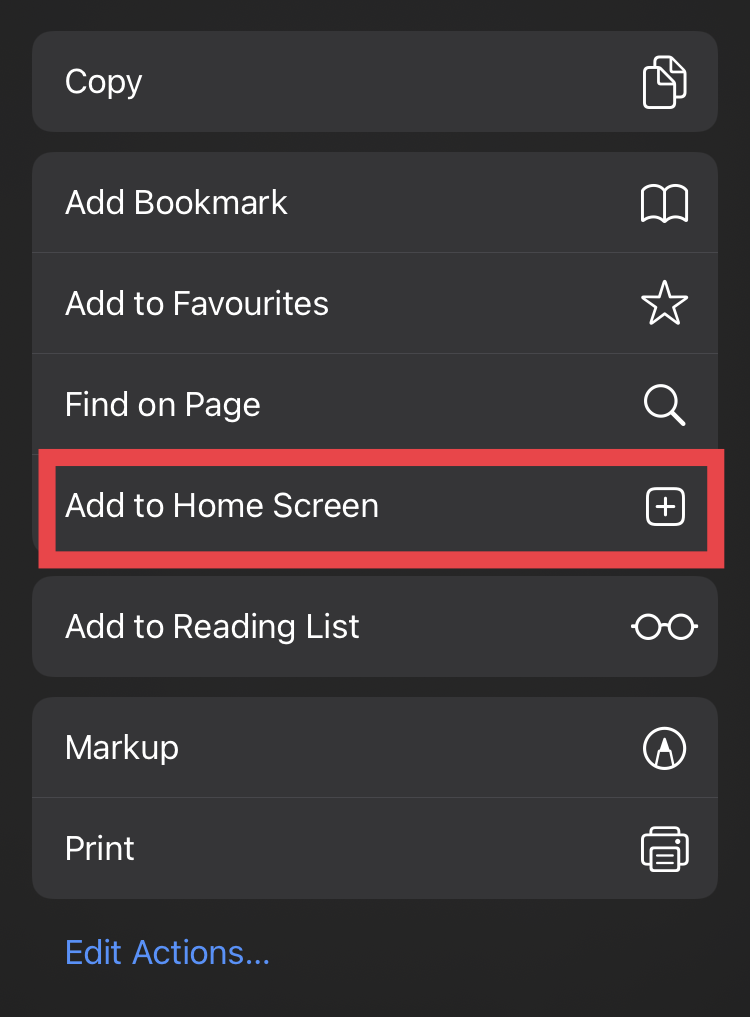 Copy
Add Bookmark
Add to Favourites
Find on Page
Add to Home Screen
Add to Reading List
Markup
Print
Edit Actions...